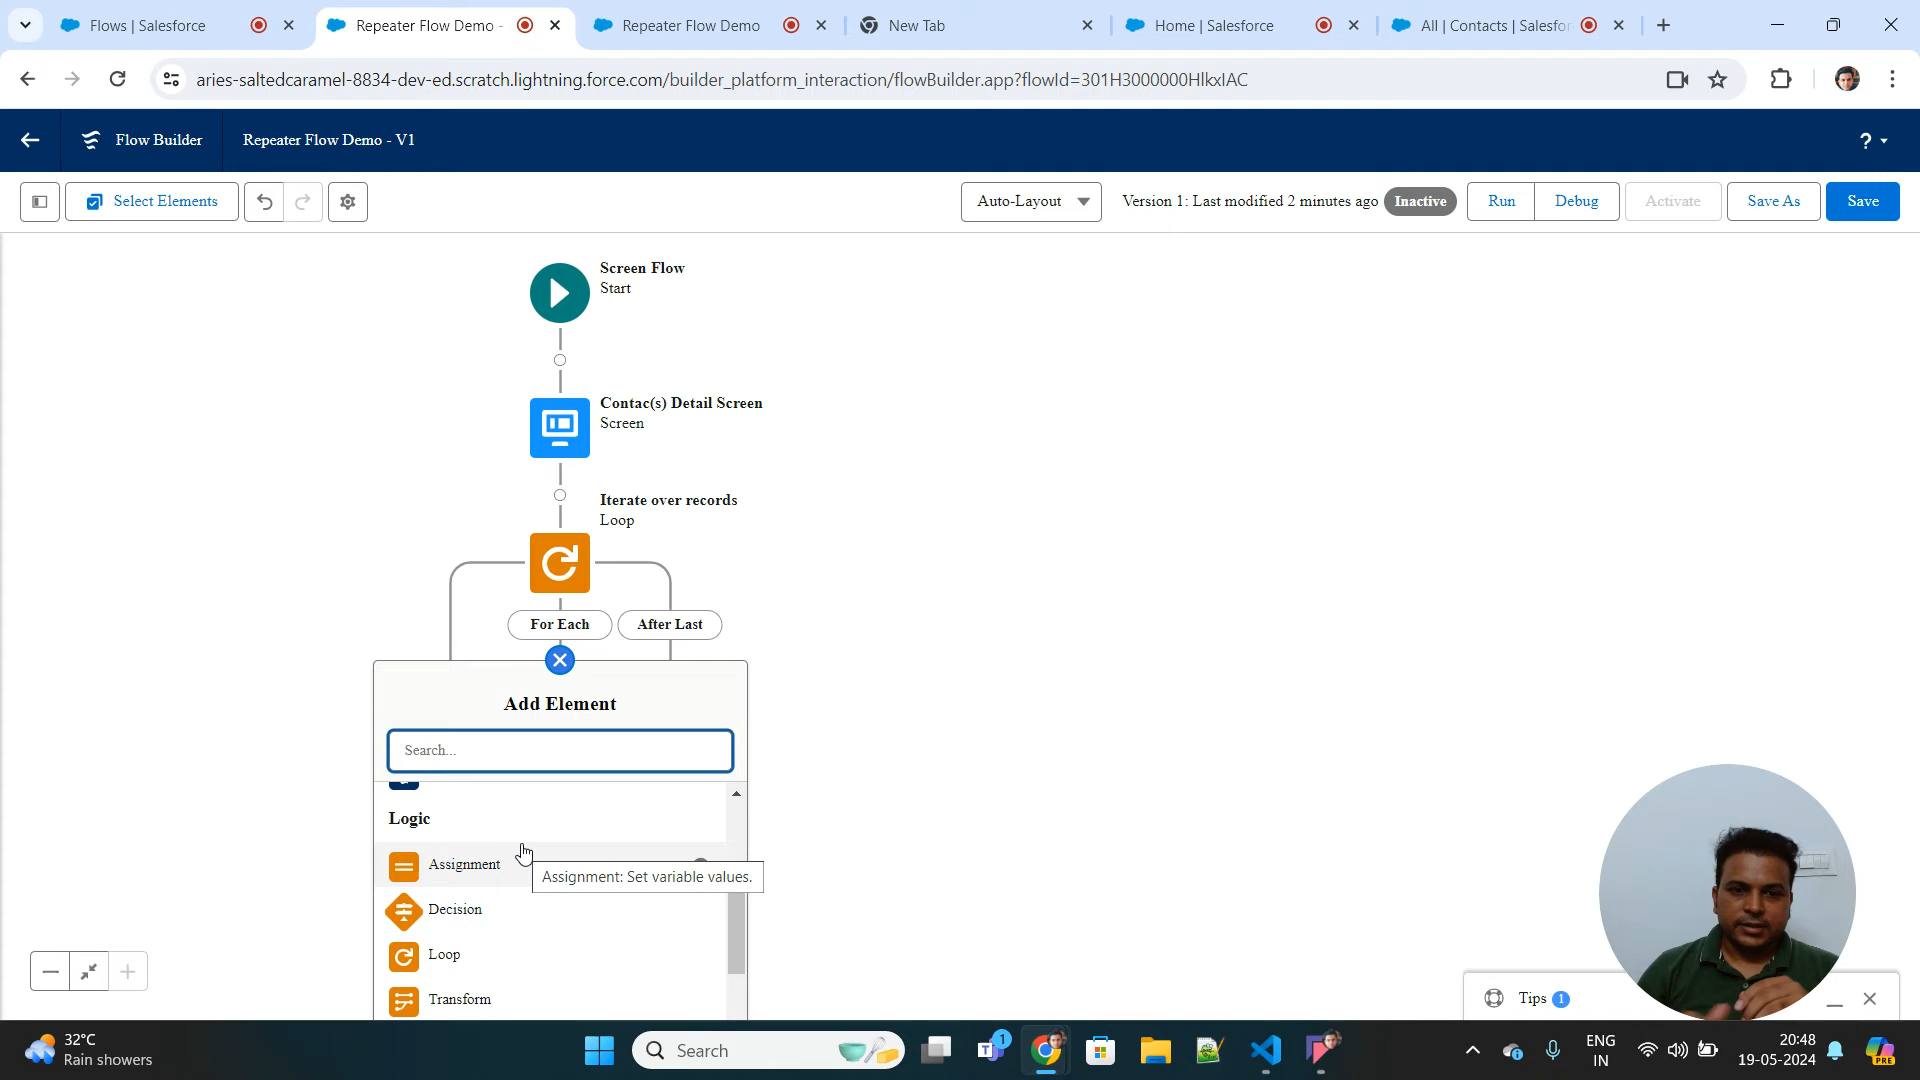 Flows | Salesforce
Repeater Flow Demo -
Repeater Flow Demo
New Tab
Home | Salesforce
All | Contacts | Salesfor
aries-saltedcaramel-8834-dev-ed.scratch.lightning.force.com/builder_platform_interaction/flowBuilder.app?flowId=301H3000000HlkxIAC
Flow Builder
Repeater Flow Demo - V1
?
Select Elements
Auto-Layout
Version 1: Last modified 2 minutes ago
Inactive
Run
Debug
Activate
Save As
Save
Screen Flow
Start
Contac(s) Detail Screen
Screen
Iterate over records
Loop
For Each
After Last
Add Element
Search...
Logic
Assignment
Assignment: Set variable values.
Decision
Loop
Transform
Tips 1
32°C
Rain showers
Search
1
ENG
IN
20:48
19-05-2024
PRE